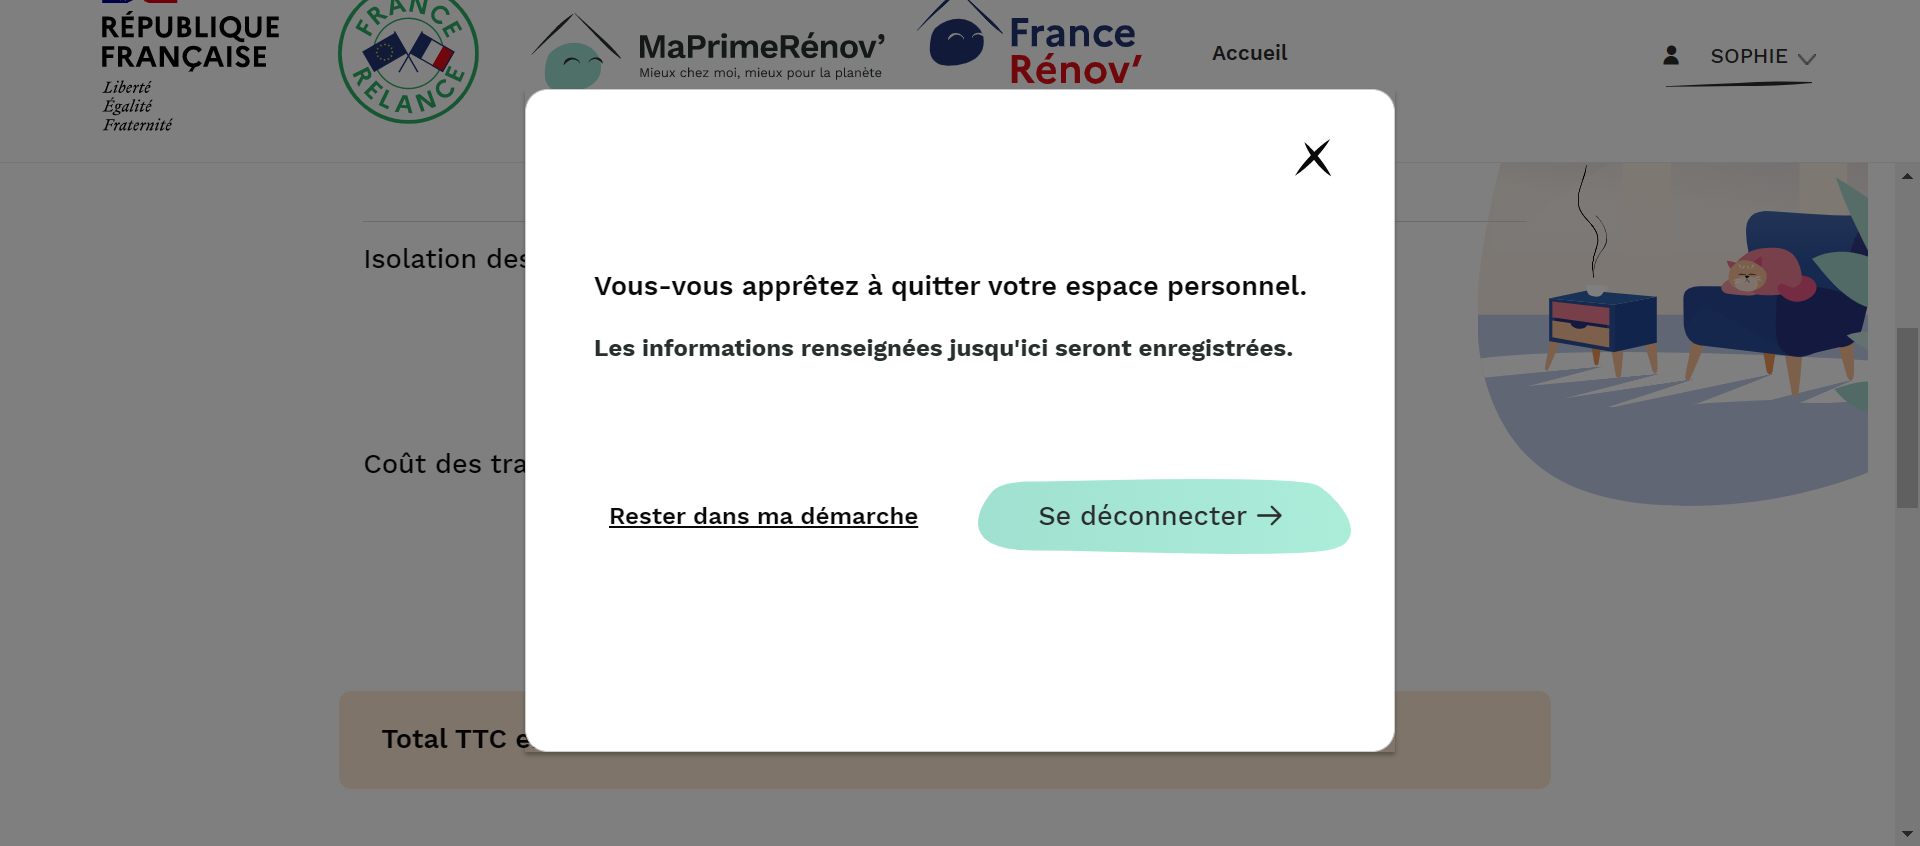 RÉPUBLIQUE
FRANÇAISE
Liberté
Égalité
Fraternité
FRANCE
RELANCE
MaPrimeRénov’
Mieux chez moi, mieux pour la planète
France
Rénov’
Accueil
SOPHIE
Isolation des
Vous-vous apprêtez à quitter votre espace personnel.
Les informations renseignées jusqu'ici seront enregistrées.
Coût des tra
Rester dans ma démarche
Se déconnecter →
Total TTC e